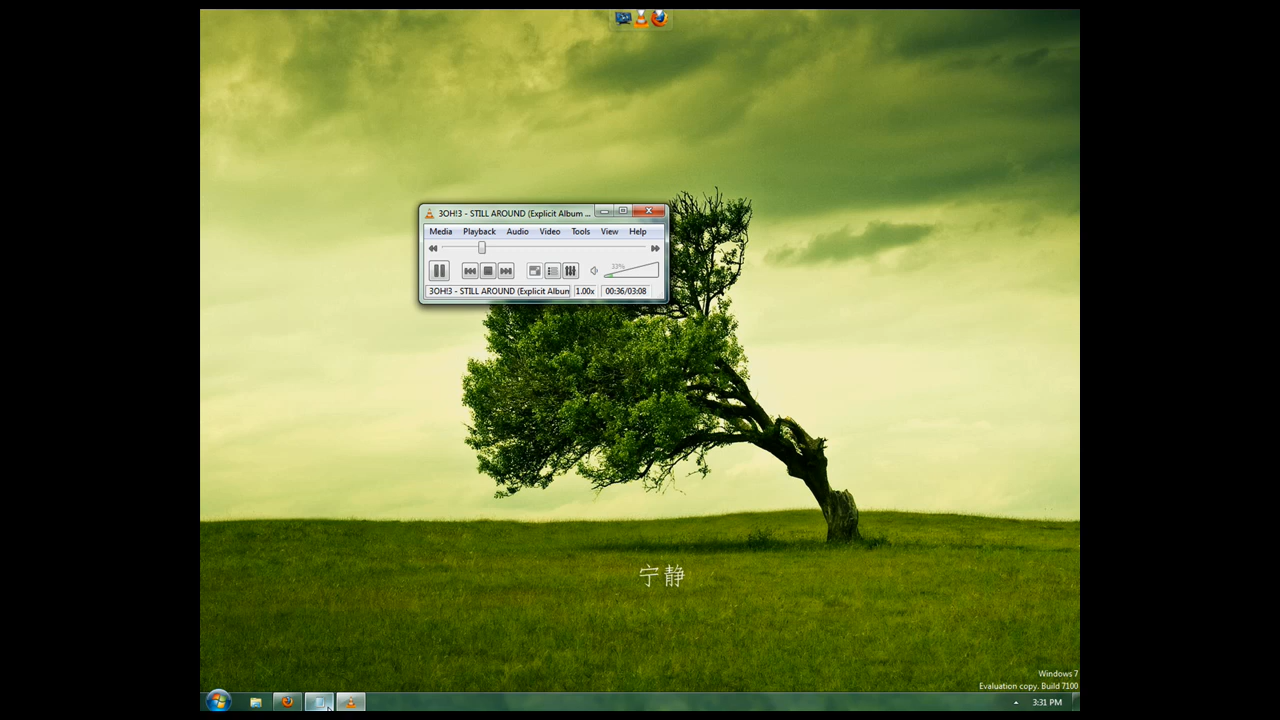 3OH!3 - STILL AROUND (Explicit Album ...
Media Playback Audio Video Tools View Help
33%
3OH!3 - STILL AROUND (Explicit Albun 1.00x 00:36/03:08
宁静
Windows 7
Evaluation copy. Build 7100
3:31 PM